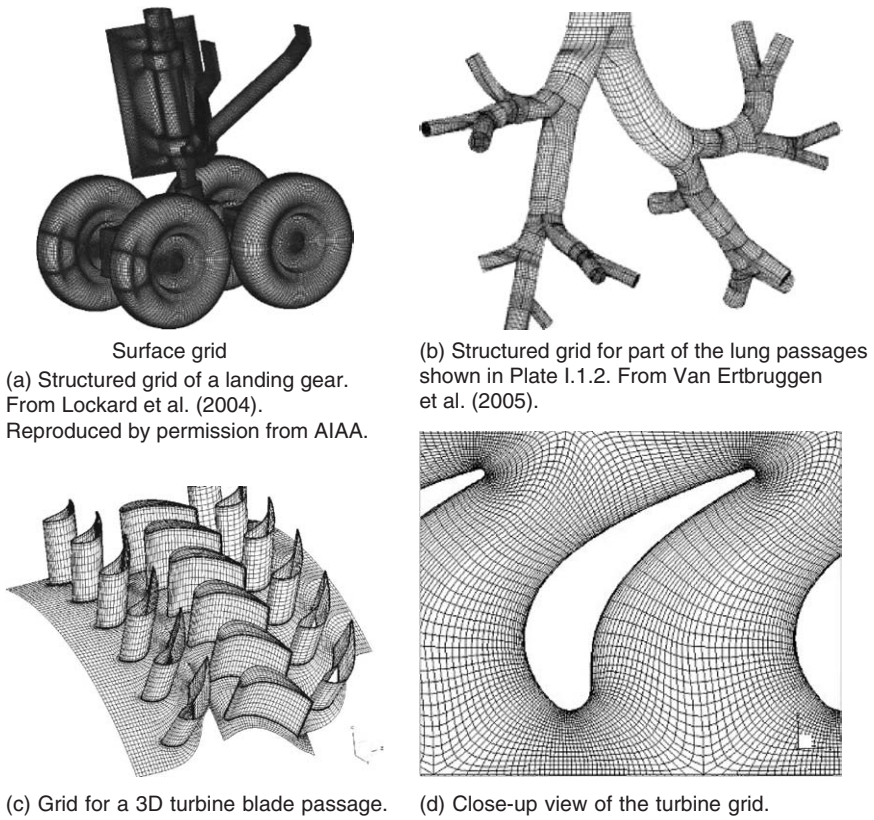 Surface grid
(a) Structured grid of a landing gear.
From Lockard et al. (2004).
Reproduced by permission from AIAA.
(b) Structured grid for part of the lung passages
shown in Plate I.1.2. From Van Ertbruggen
et al. (2005).
(c) Grid for a 3D turbine blade passage.
(d) Close-up view of the turbine grid.